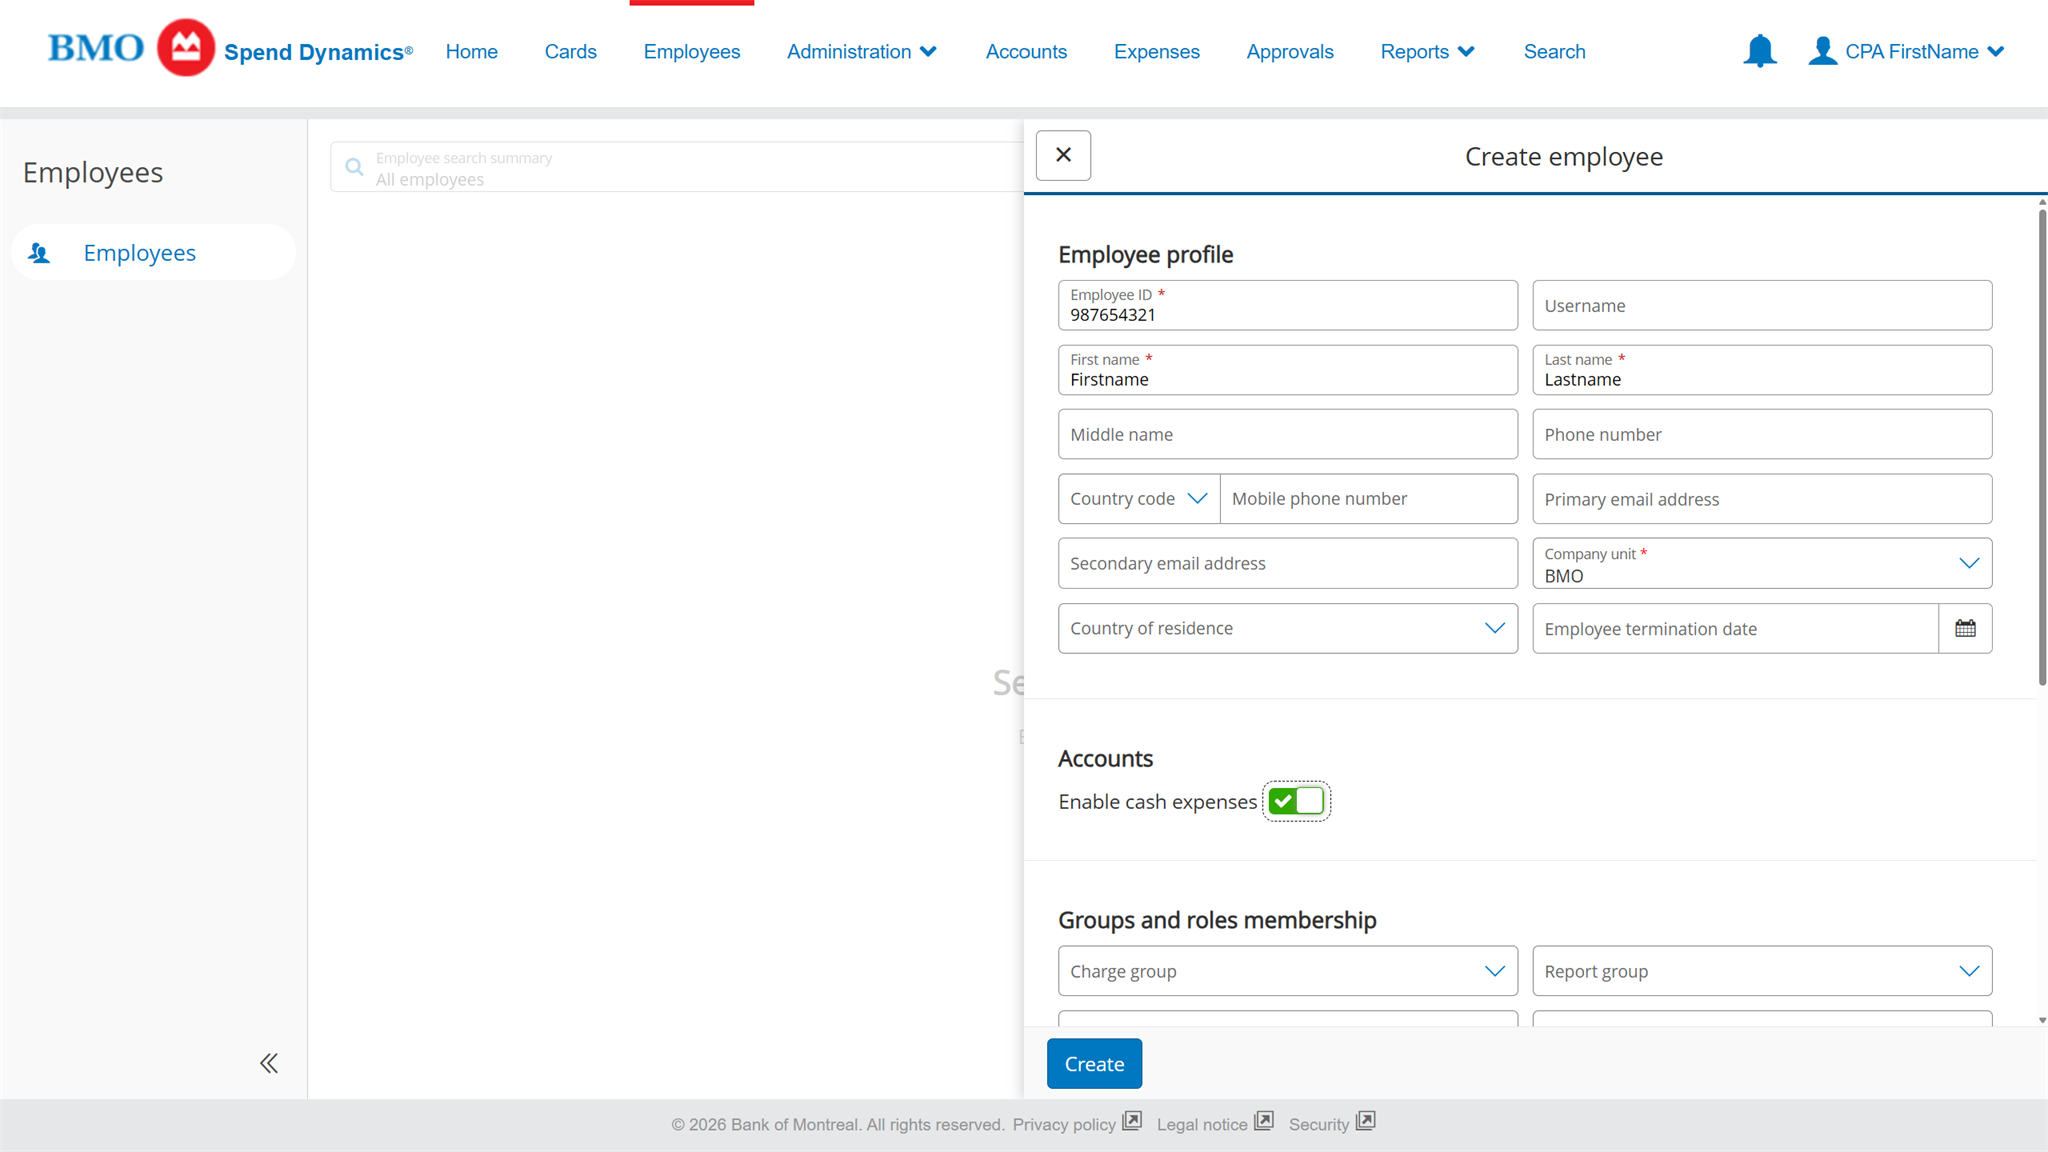 BMO Spend Dynamics®
Home
Cards
Employees
Administration
Accounts
Expenses
Approvals
Reports
Search
CPA FirstName
Employees
Employees
Employee search summary
All employees
Se
E
Create employee
Employee profile
Employee ID *
987654321
Username
First name *
Firstname
Last name *
Lastname
Middle name
Phone number
Country code
Mobile phone number
Primary email address
Secondary email address
Company unit *
BMO
Country of residence
Employee termination date
Accounts
Enable cash expenses
Groups and roles membership
Charge group
Report group
Create
© 2026 Bank of Montreal. All rights reserved. Privacy policy Legal notice Security